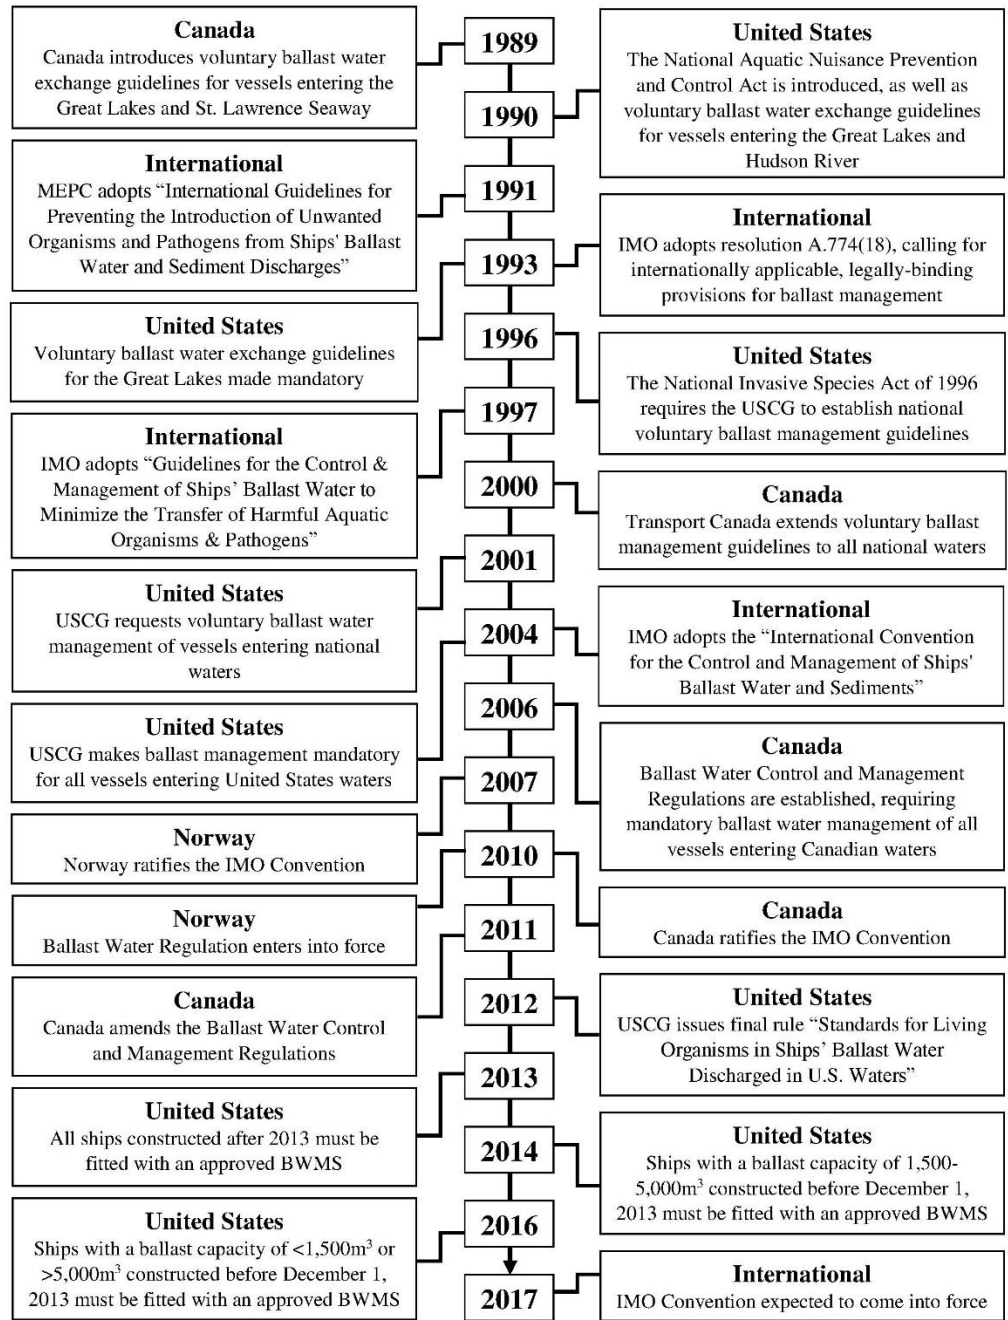 Canada
Canada introduces voluntary ballast water
exchange guidelines for vessels entering the
Great Lakes and St. Lawrence Seaway
1989
United States
The National Aquatic Nuisance Prevention
and Control Act is introduced, as well as
voluntary ballast water exchange guidelines
for vessels entering the Great Lakes and
Hudson River
1990
International
MEPC adopts “International Guidelines for
Preventing the Introduction of Unwanted
Organisms and Pathogens from Ships’ Ballast
Water and Sediment Discharges”
1991
International
IMO adopts resolution A.774(18), calling for
internationally applicable, legally-binding
provisions for ballast management
1993
United States
Voluntary ballast water exchange guidelines
for the Great Lakes made mandatory
1996
United States
The National Invasive Species Act of 1996
requires the USCG to establish national
voluntary ballast management guidelines
1997
International
IMO adopts “Guidelines for the Control &
Management of Ships’ Ballast Water to
Minimize the Transfer of Harmful Aquatic
Organisms & Pathogens”
2000
Canada
Transport Canada extends voluntary ballast
management guidelines to all national waters
2001
United States
USCG requests voluntary ballast water
management of vessels entering national
waters
2004
International
IMO adopts the “International Convention
for the Control and Management of Ships'
Ballast Water and Sediments”
United States
USCG makes ballast management mandatory
for all vessels entering United States waters
2006
Canada
Ballast Water Control and Management
Regulations are established, requiring
mandatory ballast water management of all
vessels entering Canadian waters
2007
Norway
Norway ratifies the IMO Convention
2010
Norway
Ballast Water Regulation enters into force
Canada
Canada ratifies the IMO Convention
2011
Canada
Canada amends the Ballast Water Control
and Management Regulations
2012
United States
USCG issues final rule “Standards for Living
Organisms in Ships’ Ballast Water
Discharged in U.S. Waters”
2013
United States
All ships constructed after 2013 must be
fitted with an approved BWMS
2014
United States
Ships with a ballast capacity of 1,500-
5,000m³ constructed before December 1,
2013 must be fitted with an approved BWMS
2016
United States
Ships with a ballast capacity of <1,500m³ or
>5,000m³ constructed before December 1,
2013 must be fitted with an approved BWMS
2017
International
IMO Convention expected to come into force